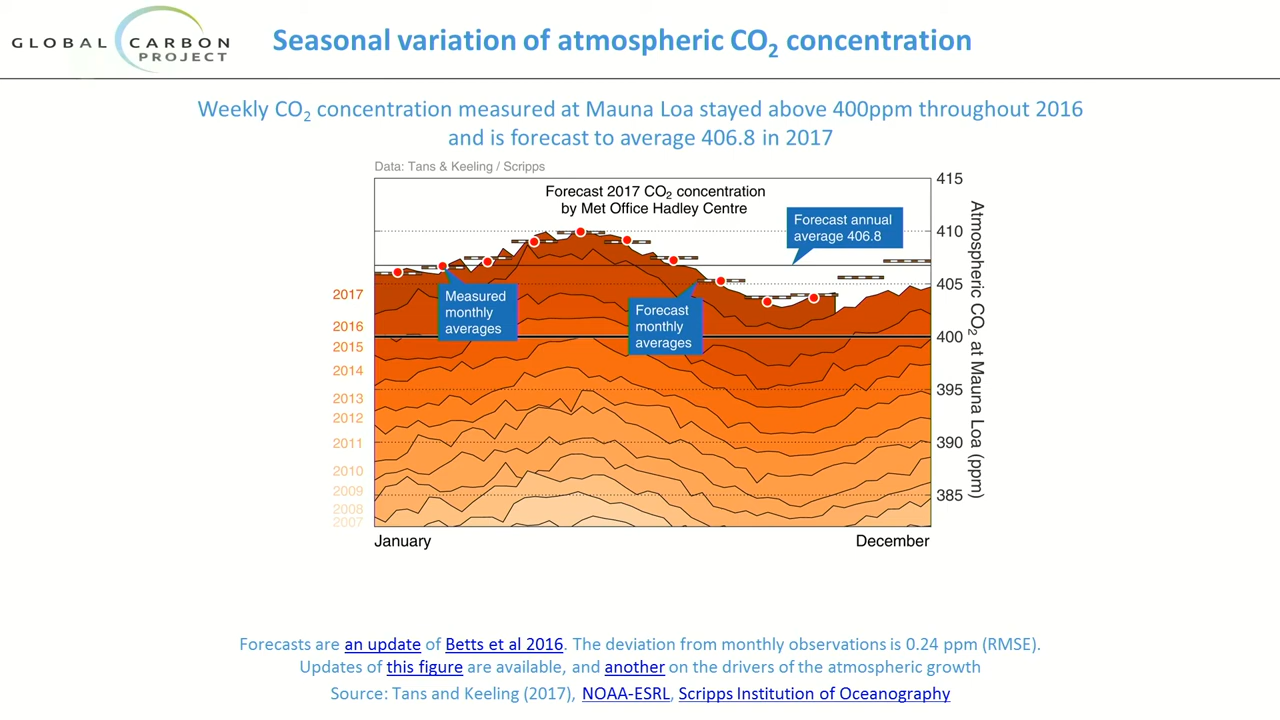 GLOBAL CARBON
PROJECT
Seasonal variation of atmospheric CO₂ concentration
Weekly CO₂ concentration measured at Mauna Loa stayed above 400ppm throughout 2016
and is forecast to average 406.8 in 2017
Data: Tans & Keeling / Scripps
Forecast 2017 CO₂ concentration
by Met Office Hadley Centre
Forecast annual
average 406.8
Measured
monthly
averages
Forecast
monthly
averages
2017
2016
2015
2014
2013
2012
2011
2010
2009
2008
2007
415
410
405
400
395
390
385
Atmospheric CO₂ at Mauna Loa (ppm)
January
December
Forecasts are an update of Betts et al 2016. The deviation from monthly observations is 0.24 ppm (RMSE).
Updates of this figure are available, and another on the drivers of the atmospheric growth
Source: Tans and Keeling (2017), NOAA-ESRL, Scripps Institution of Oceanography